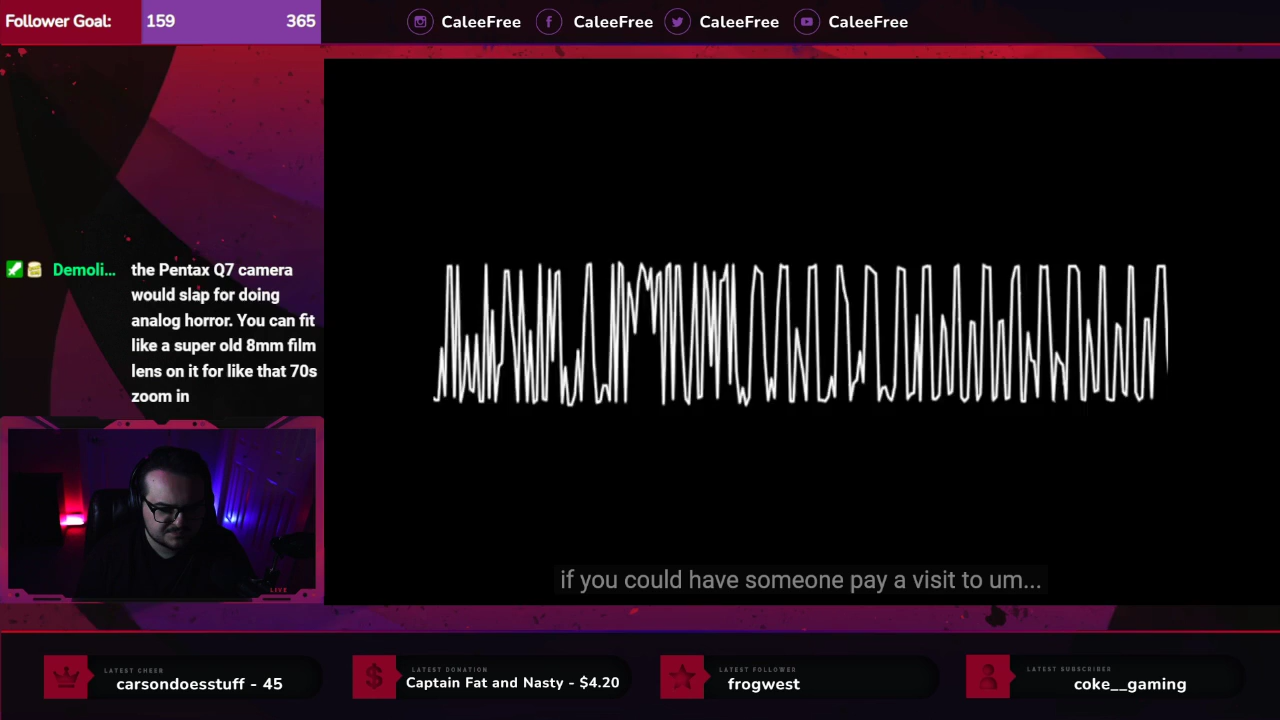 Follower Goal: 159 365
CaleeFree CaleeFree CaleeFree CaleeFree
Demoli... the Pentax Q7 camera
would slap for doing
analog horror. You can fit
like a super old 8mm film
lens on it for like that 70s
zoom in
LIVE
if you could have someone pay a visit to um...
LATEST CHEER
carsondoesstuff - 45
LATEST DONATION
Captain Fat and Nasty - $4.20
LATEST FOLLOWER
frogwest
LATEST SUBSCRIBER
coke__gaming